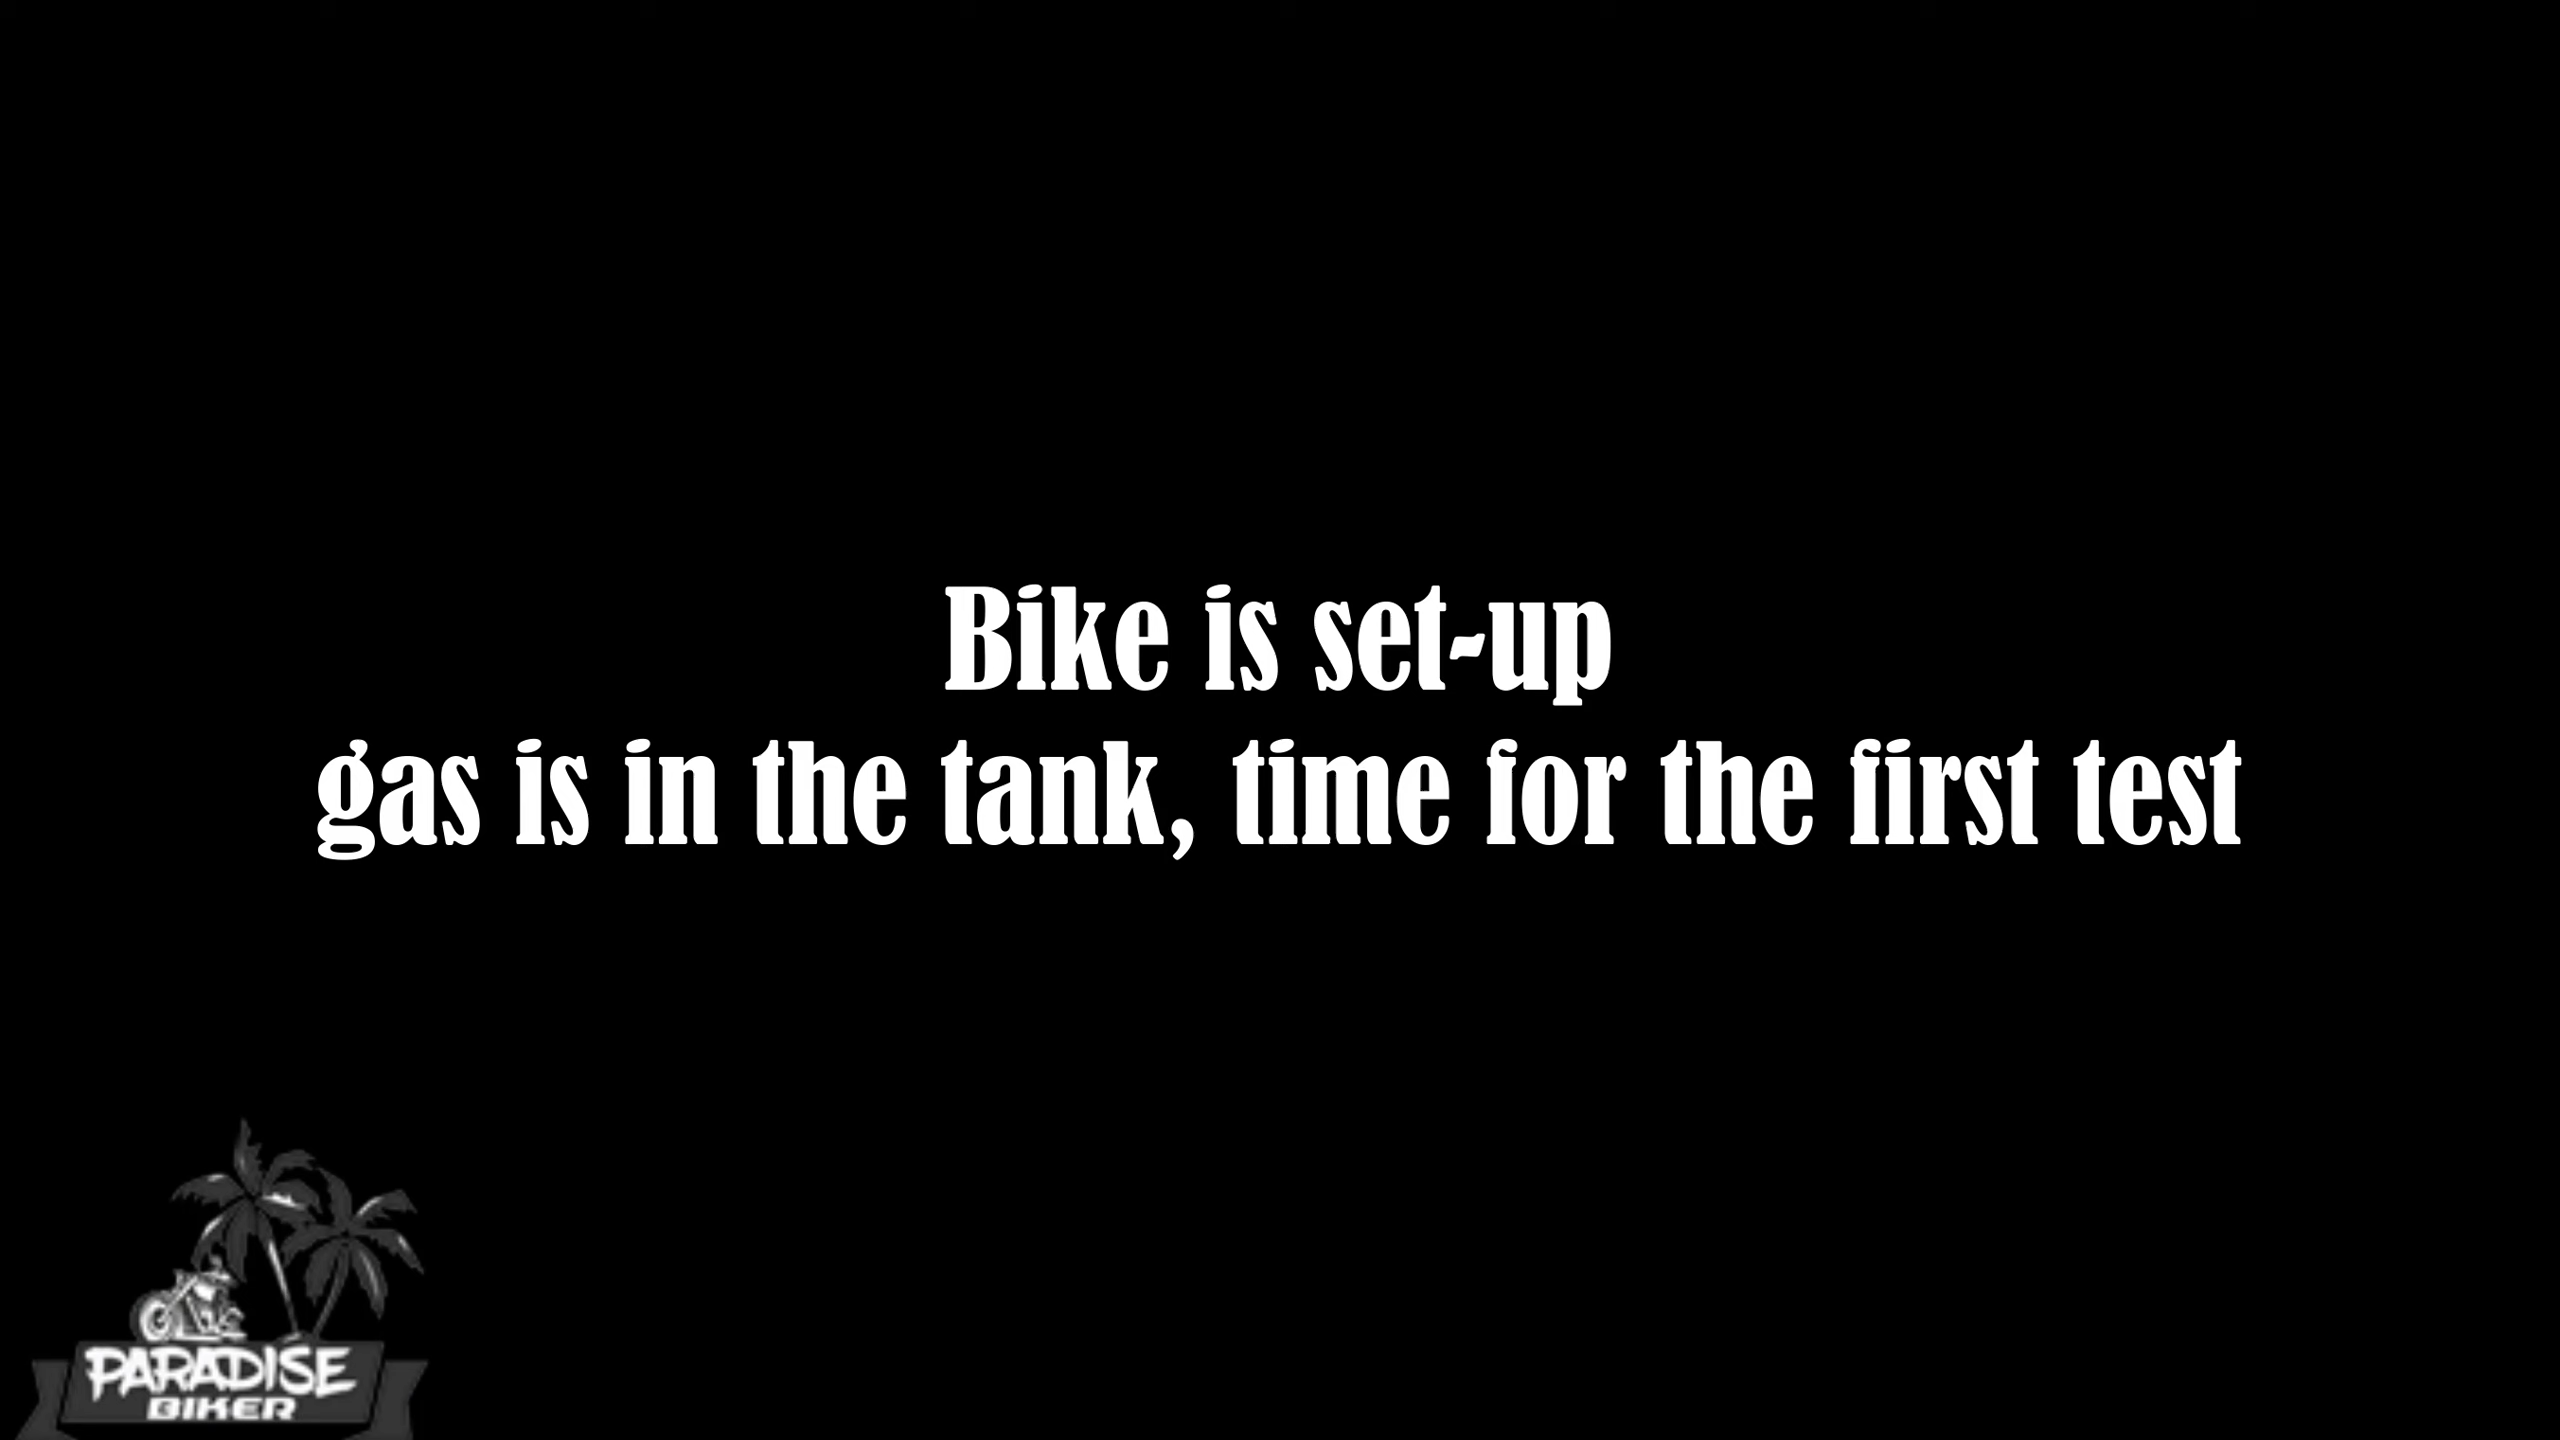 Bike is set-up
gas is in the tank, time for the first test
PARADISE
BIKER